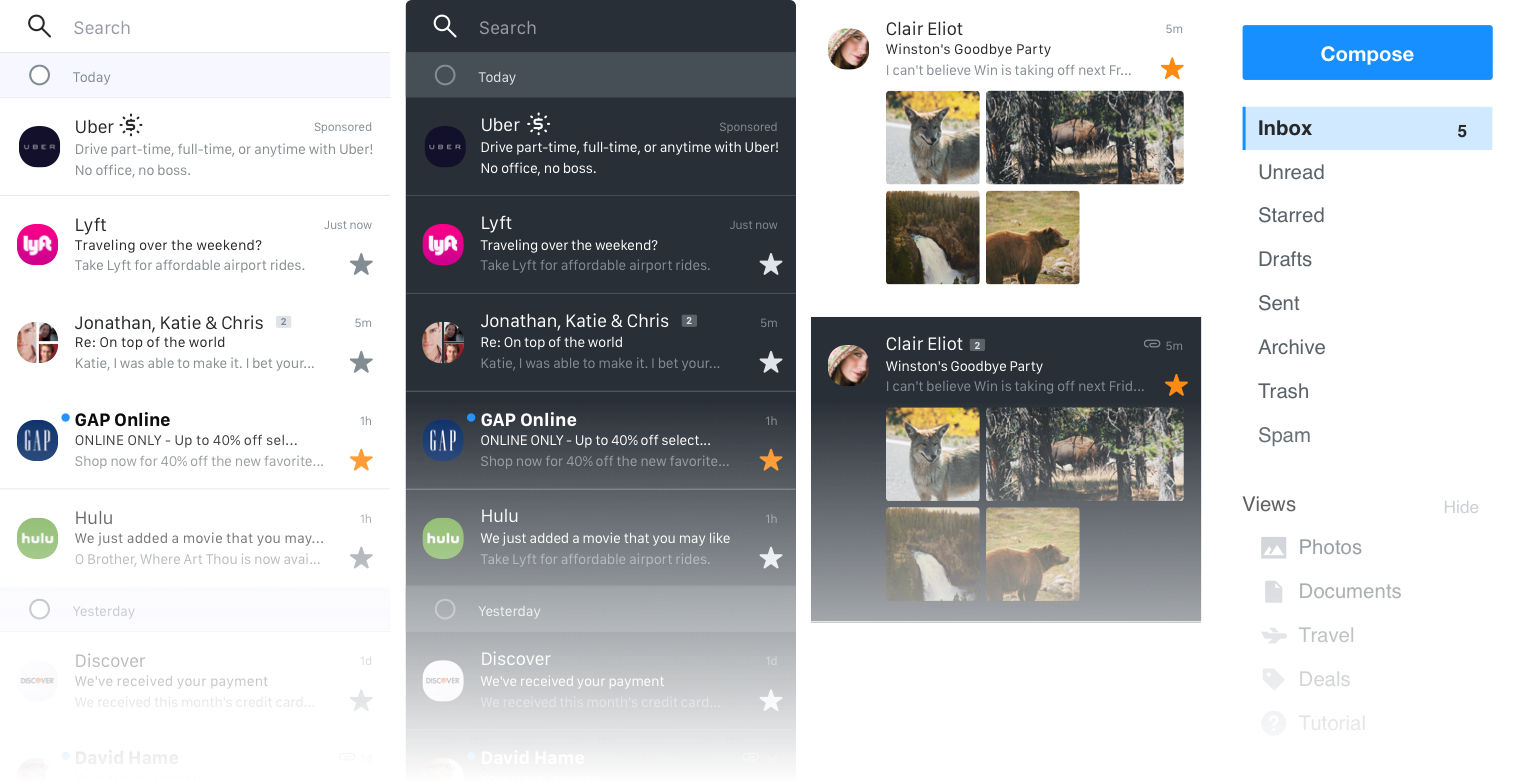 Search
Today
Uber
Sponsored
UBER
Drive part-time, full-time, or anytime with Uber!
No office, no boss.
Lyft
Just now
lyft
Traveling over the weekend?
Take Lyft for affordable airport rides.
Jonathan, Katie & Chris 2
5m
Re: On top of the world
Katie, I was able to make it. I bet your...
GAP Online
1h
GAP
ONLINE ONLY - Up to 40% off sel...
Shop now for 40% off the new favorite...
Hulu
1h
hulu
We just added a movie that you may...
O Brother, Where Art Thou is now avai...
Yesterday
Discover
1d
DISCOVER
We've received your payment
We received this month's credit card...
David Hame
1d
Search
Today
Uber
Sponsored
UBER
Drive part-time, full-time, or anytime with Uber!
No office, no boss.
Lyft
Just now
lyft
Traveling over the weekend?
Take Lyft for affordable airport rides.
Jonathan, Katie & Chris 2
5m
Re: On top of the world
Katie, I was able to make it. I bet your...
GAP Online
1h
GAP
ONLINE ONLY - Up to 40% off select...
Shop now for 40% off the new favorite...
Hulu
1h
hulu
We just added a movie that you may like
Take Lyft for affordable airport rides.
Yesterday
Discover
1d
DISCOVER
We've received your payment
We received this month's credit card...
David Hame
Clair Eliot
5m
Winston's Goodbye Party
I can't believe Win is taking off next Fr...
Clair Eliot 2
5m
Winston's Goodbye Party
I can't believe Win is taking off next Frid...
Compose
Inbox 5
Unread
Starred
Drafts
Sent
Archive
Trash
Spam
Views
Hide
Photos
Documents
Travel
Deals
Tutorial